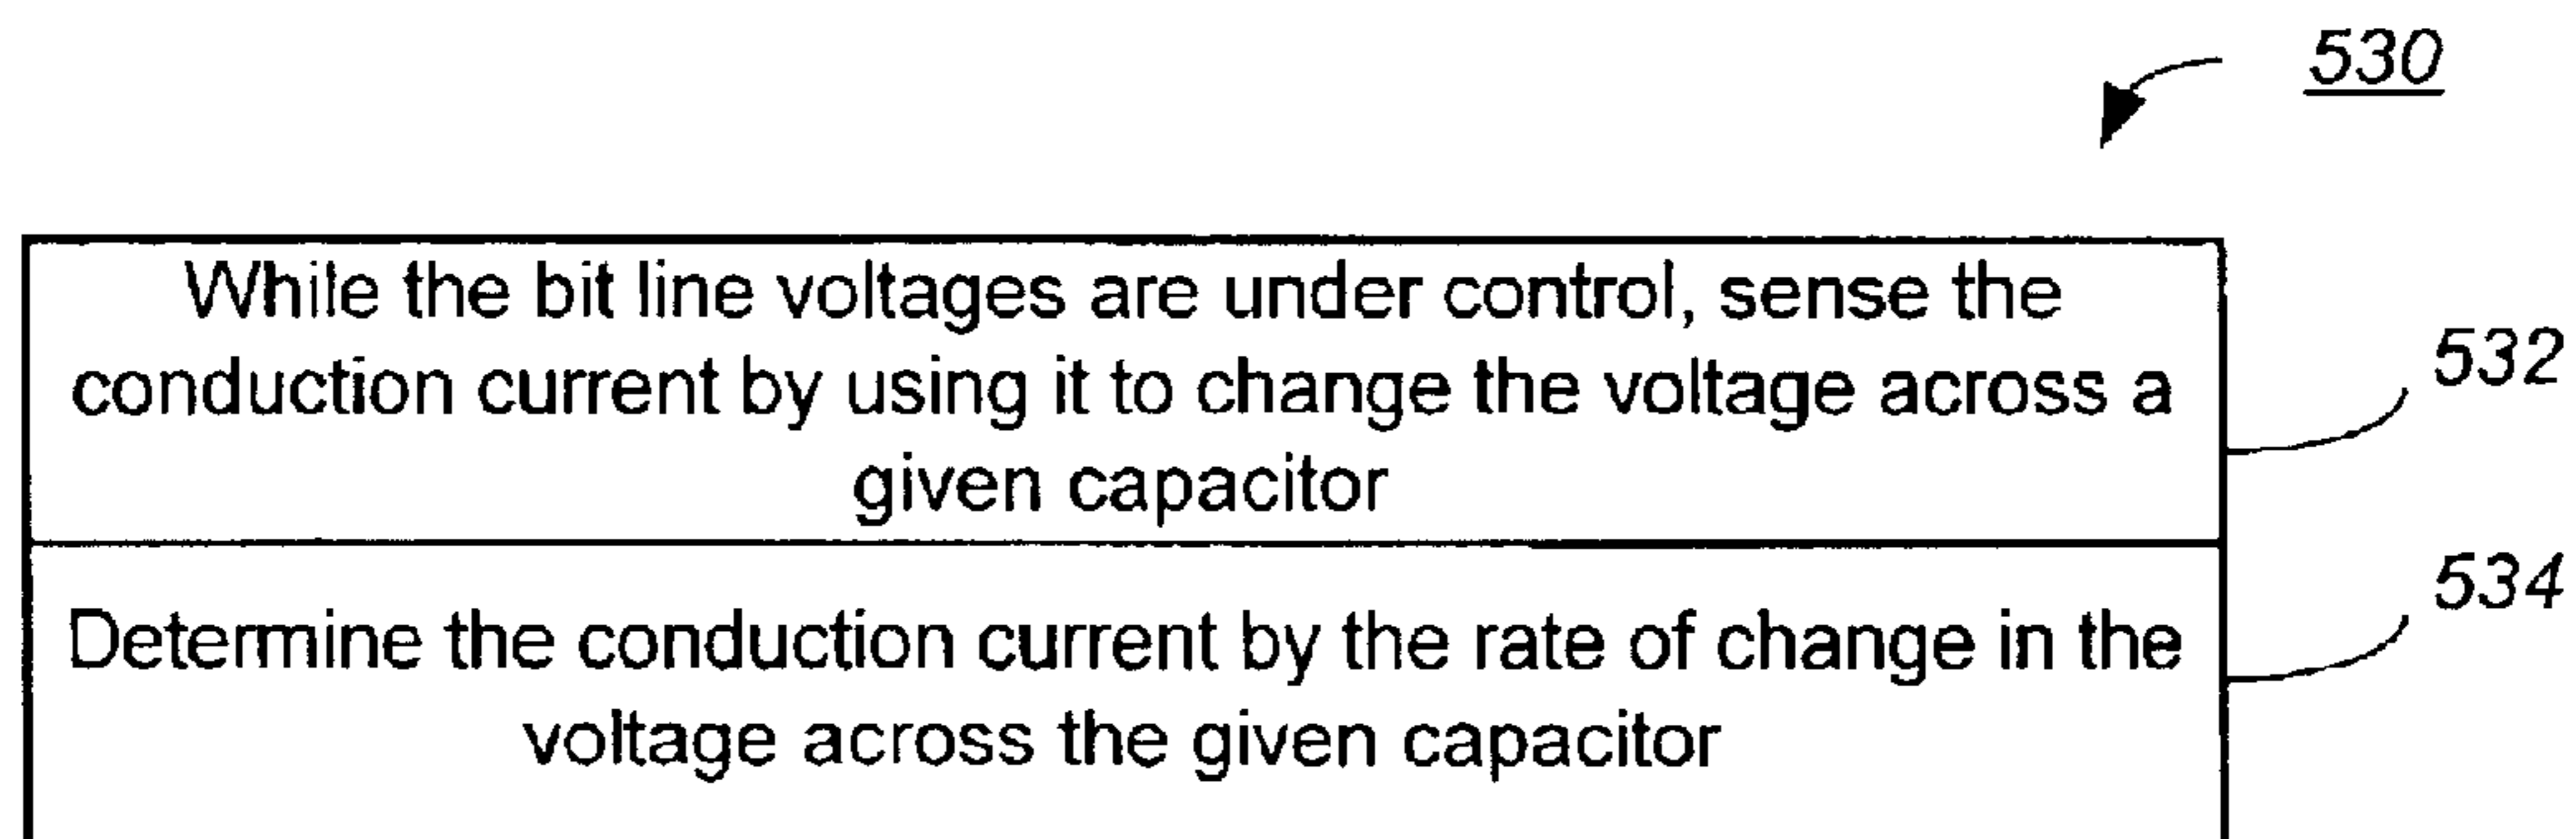 530
While the bit line voltages are under control, sense the
conduction current by using it to change the voltage across a
given capacitor
532
Determine the conduction current by the rate of change in the
voltage across the given capacitor
534